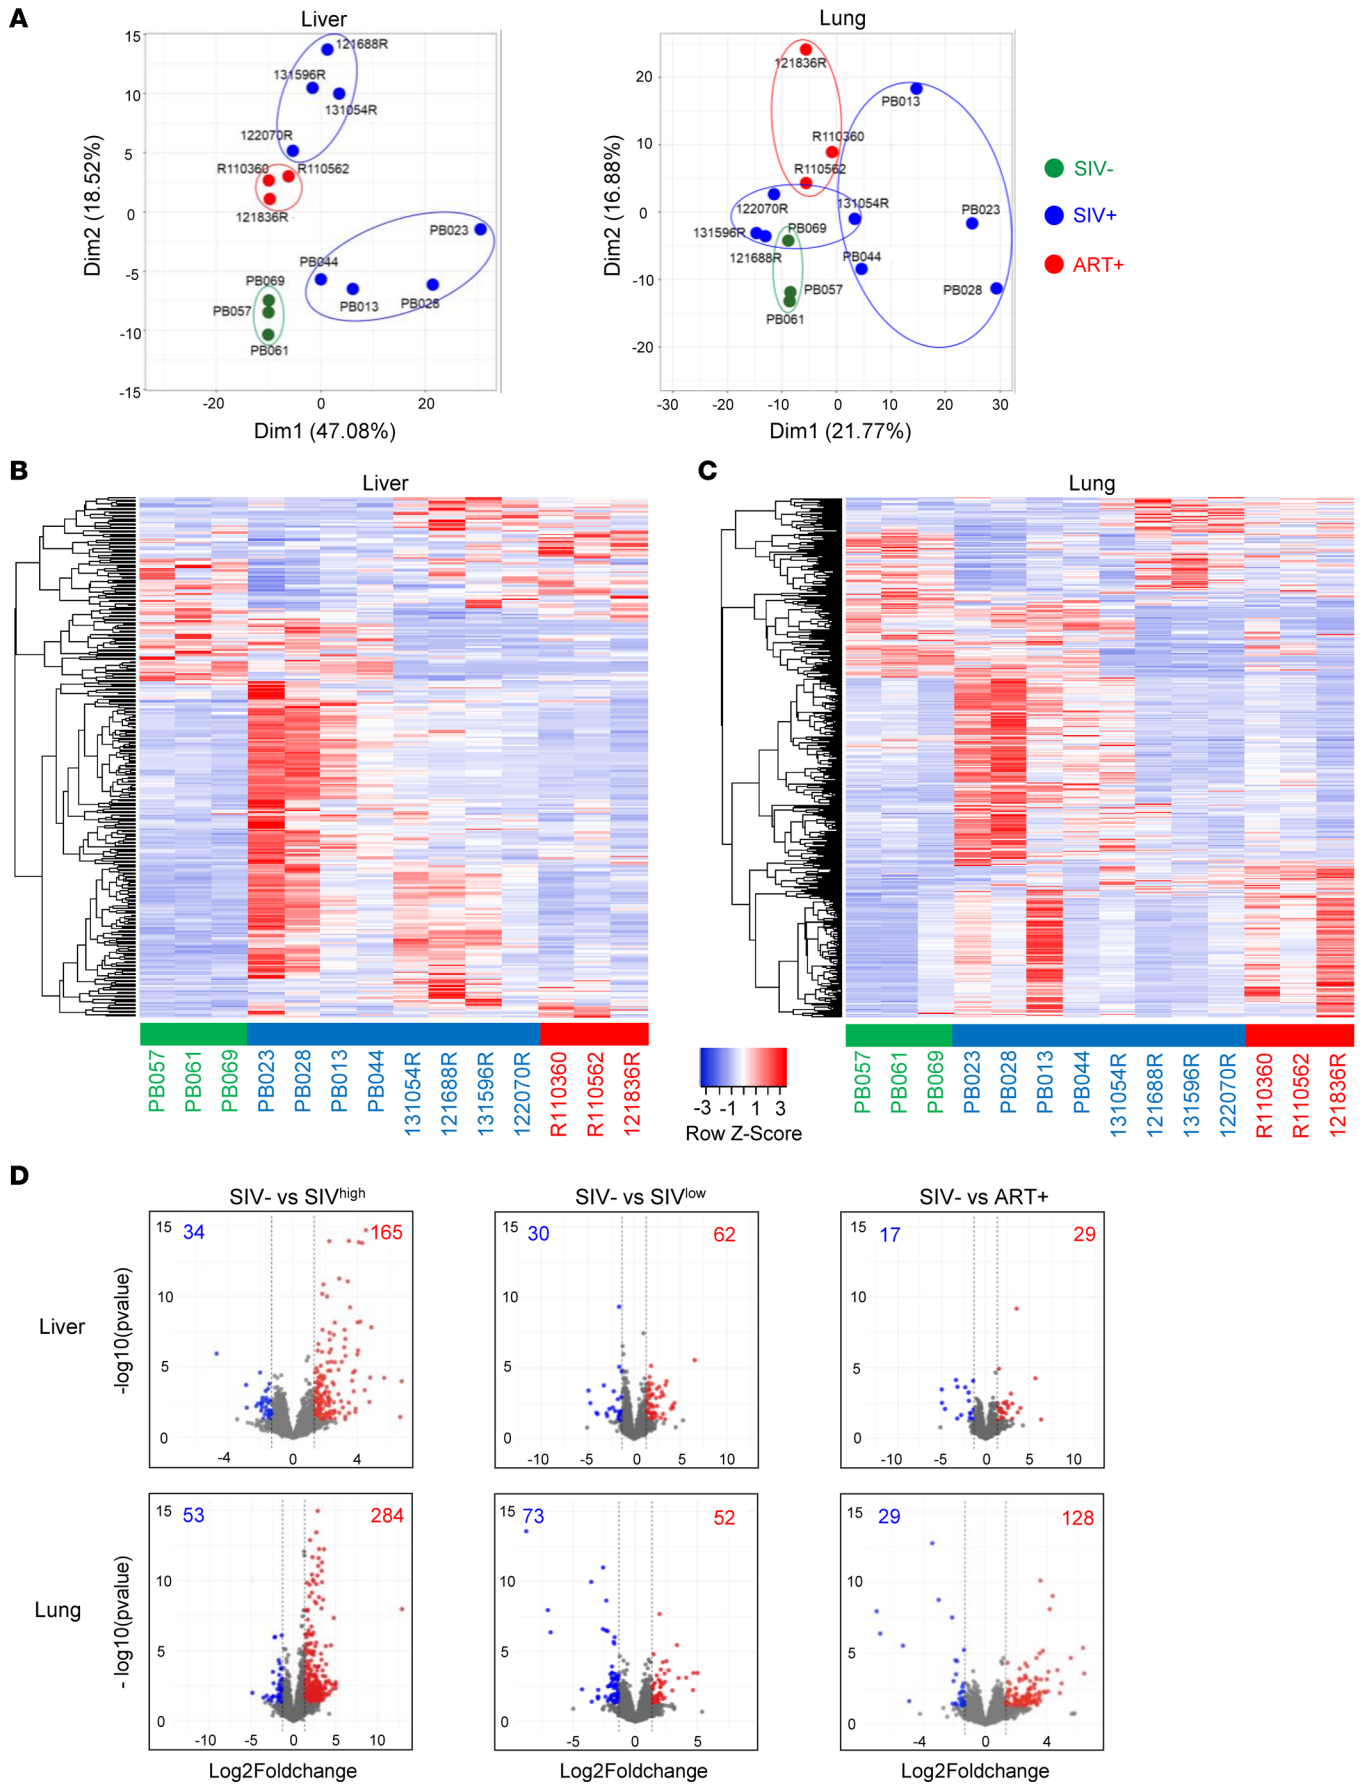 A
Liver
Lung
15
10
5
0
-5
-10
-15
Dim2 (18.52%)
121688R
131596R
131054R
122070R
R110360
R110562
121836R
PB023
PB044
PB013
PB028
PB069
PB057
PB061
-20
0
20
Dim1 (47.08%)
20
10
0
-10
-20
Dim2 (16.88%)
121836R
PB013
R110360
R110562
122070R
131054R
PB023
131596R
PB069
121688R
PB044
PB057
PB028
PB061
-30
-20
-10
0
10
20
30
Dim1 (21.77%)
SIV-
SIV+
ART+
B
Liver
PB057
PB061
PB069
PB023
PB028
PB013
PB044
131054R
121688R
131596R
122070R
R110360
R110562
121836R
C
Lung
PB057
PB061
PB069
PB023
PB028
PB013
PB044
131054R
121688R
131596R
122070R
R110360
R110562
121836R
-3 -1 1 3
Row Z-Score
D
SIV- vs SIVhigh
SIV- vs SIVlow
SIV- vs ART+
Liver
-log10(pvalue)
15
10
5
0
34
165
-4
0
4
15
10
5
0
30
62
-10
-5
0
5
10
15
10
5
0
17
29
-10
-5
0
5
10
Lung
- log10(pvalue)
15
10
5
0
53
284
-10
-5
0
5
10
Log2Foldchange
15
10
5
0
73
52
-5
0
5
Log2Foldchange
15
10
5
0
29
128
-4
0
4
Log2Foldchange